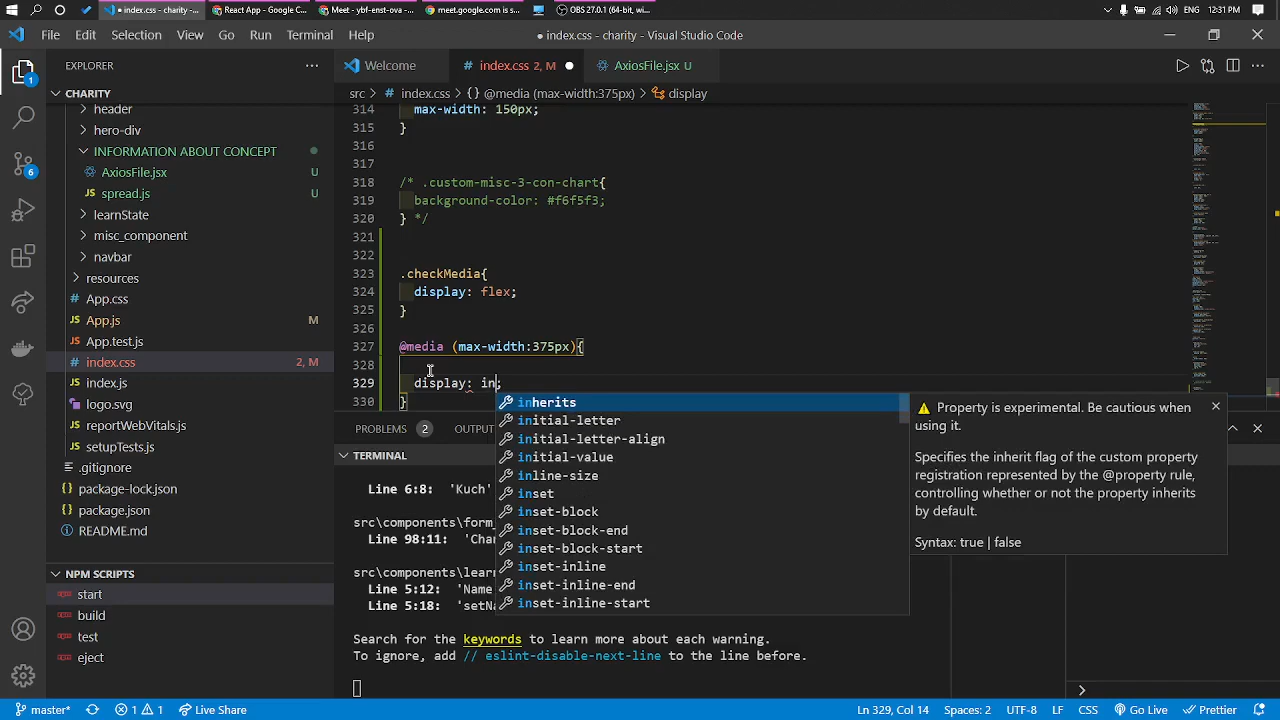 index.css - charity -...
React App - Google C...
Meet - ybf-enst-ova -...
meet.google.com is s...
OBS 27.0.1 (64-bit, wi...
ENG
12:31 PM
File Edit Selection View Go Run Terminal Help
● index.css - charity - Visual Studio Code
EXPLORER
Welcome
# index.css 2, M
AxiosFile.jsx U
CHARITY
src > # index.css > {} @media (max-width:375px) > display
header
hero-div
INFORMATION ABOUT CONCEPT
AxiosFile.jsx U
spread.js U
learnState
misc_component
navbar
resources
App.css
App.js M
App.test.js
index.css 2, M
index.js
logo.svg
reportWebVitals.js
setupTests.js
.gitignore
package-lock.json
package.json
README.md
NPM SCRIPTS
start
build
test
eject
314 max-width: 150px;
315 }
316
317
318 /* .custom-misc-3-con-chart{
319 background-color: #f6f5f3;
320 } */
321
322
323 .checkMedia{
324 display: flex;
325 }
326
327 @media (max-width:375px){
328
329 display: in;
330 }
inherits
initial-letter
initial-letter-align
initial-value
inline-size
inset
inset-block
inset-block-end
inset-block-start
inset-inline
inset-inline-end
inset-inline-start
Property is experimental. Be cautious when
using it.
Specifies the inherit flag of the custom property
registration represented by the @property rule,
controlling whether or not the property inherits
by default.
Syntax: true | false
PROBLEMS 2 OUTPU
TERMINAL
Line 6:8: 'Kuch'
src\components\form_
Line 98:11: 'Cha
src\components\lear
Line 5:12: 'Name
Line 5:18: 'setNa
Search for the keywords to learn more about each warning.
To ignore, add // eslint-disable-next-line to the line before.
master* 1 1 Live Share
Ln 329, Col 14 Spaces: 2 UTF-8 LF CSS Go Live Prettier